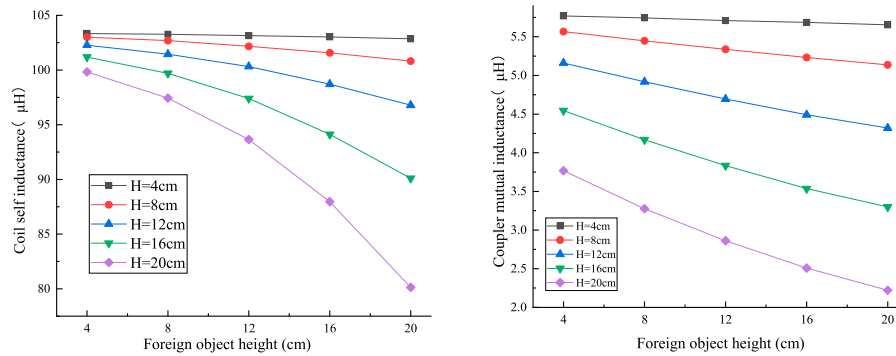 105
100
95
90
85
80
Coil self inductance( μH)
H=4cm
H=8cm
H=12cm
H=16cm
H=20cm
4 8 12 16 20
Foreign object height (cm)
5.5
5.0
4.5
4.0
3.5
3.0
2.5
2.0
Coupler mutual inductance( μH)
H=4cm
H=8cm
H=12cm
H=16cm
H=20cm
4 8 12 16 20
Foreign object height (cm)